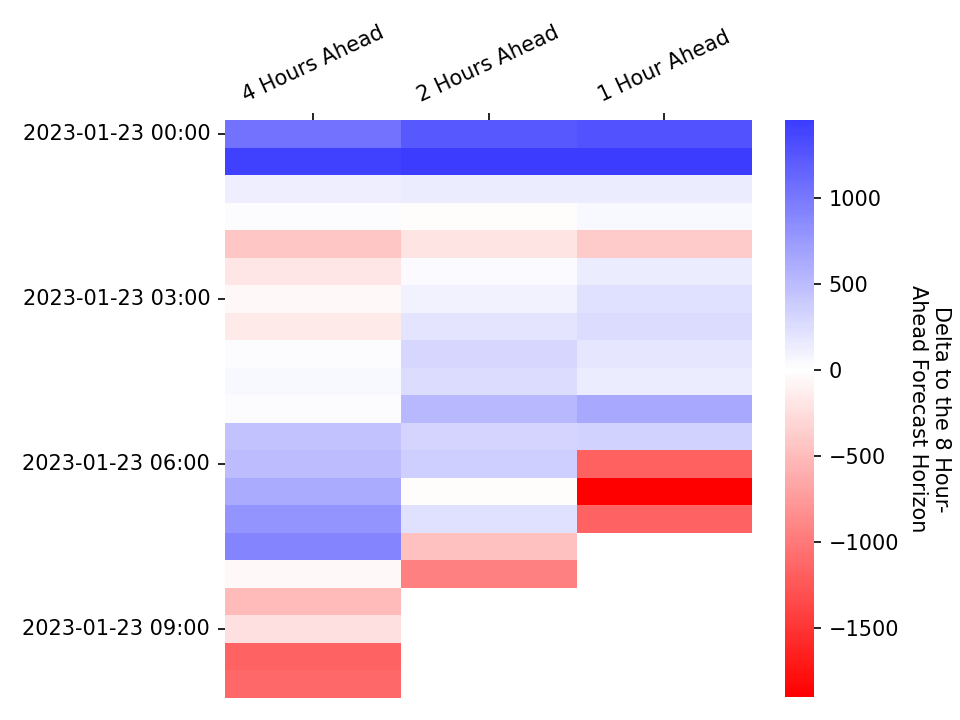 4 Hours Ahead
2 Hours Ahead
1 Hour Ahead
2023-01-23 00:00
2023-01-23 03:00
2023-01-23 06:00
2023-01-23 09:00
1000
500
0
−500
−1000
−1500
Delta to the 8 Hour-
Ahead Forecast Horizon